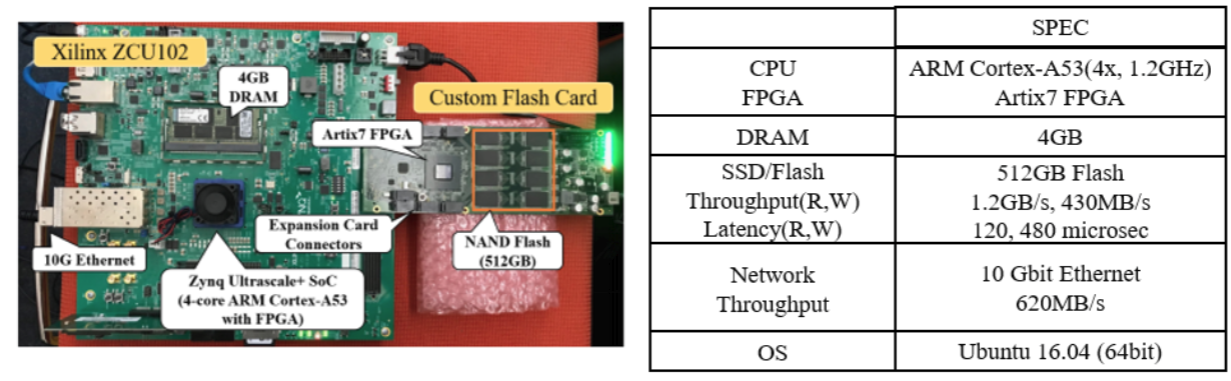 Xilinx ZCU102
4GB
DRAM
Custom Flash Card
Artix7 FPGA
Expansion Card
Connectors
NAND Flash
(512GB)
10G Ethernet
Zynq Ultrascale+ SoC
(4-core ARM Cortex-A53
with FPGA)
SPEC
CPU ARM Cortex-A53(4x, 1.2GHz)
FPGA Artix7 FPGA
DRAM 4GB
SSD/Flash 512GB Flash
Throughput(R,W) 1.2GB/s, 430MB/s
Latency(R,W) 120, 480 microsec
Network 10 Gbit Ethernet
Throughput 620MB/s
OS Ubuntu 16.04 (64bit)